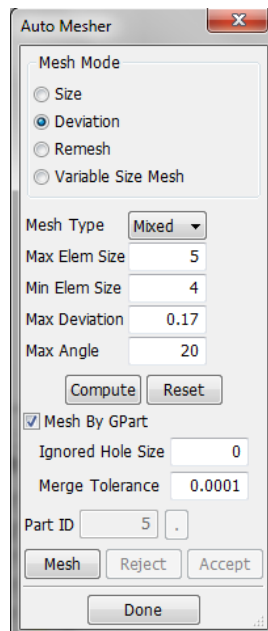 Auto Mesher
Mesh Mode
Size
Deviation
Remesh
Variable Size Mesh
Mesh Type Mixed
Max Elem Size 5
Min Elem Size 4
Max Deviation 0.17
Max Angle 20
Compute Reset
Mesh By GPart
Ignored Hole Size 0
Merge Tolerance 0.0001
Part ID 5 .
Mesh Reject Accept
Done